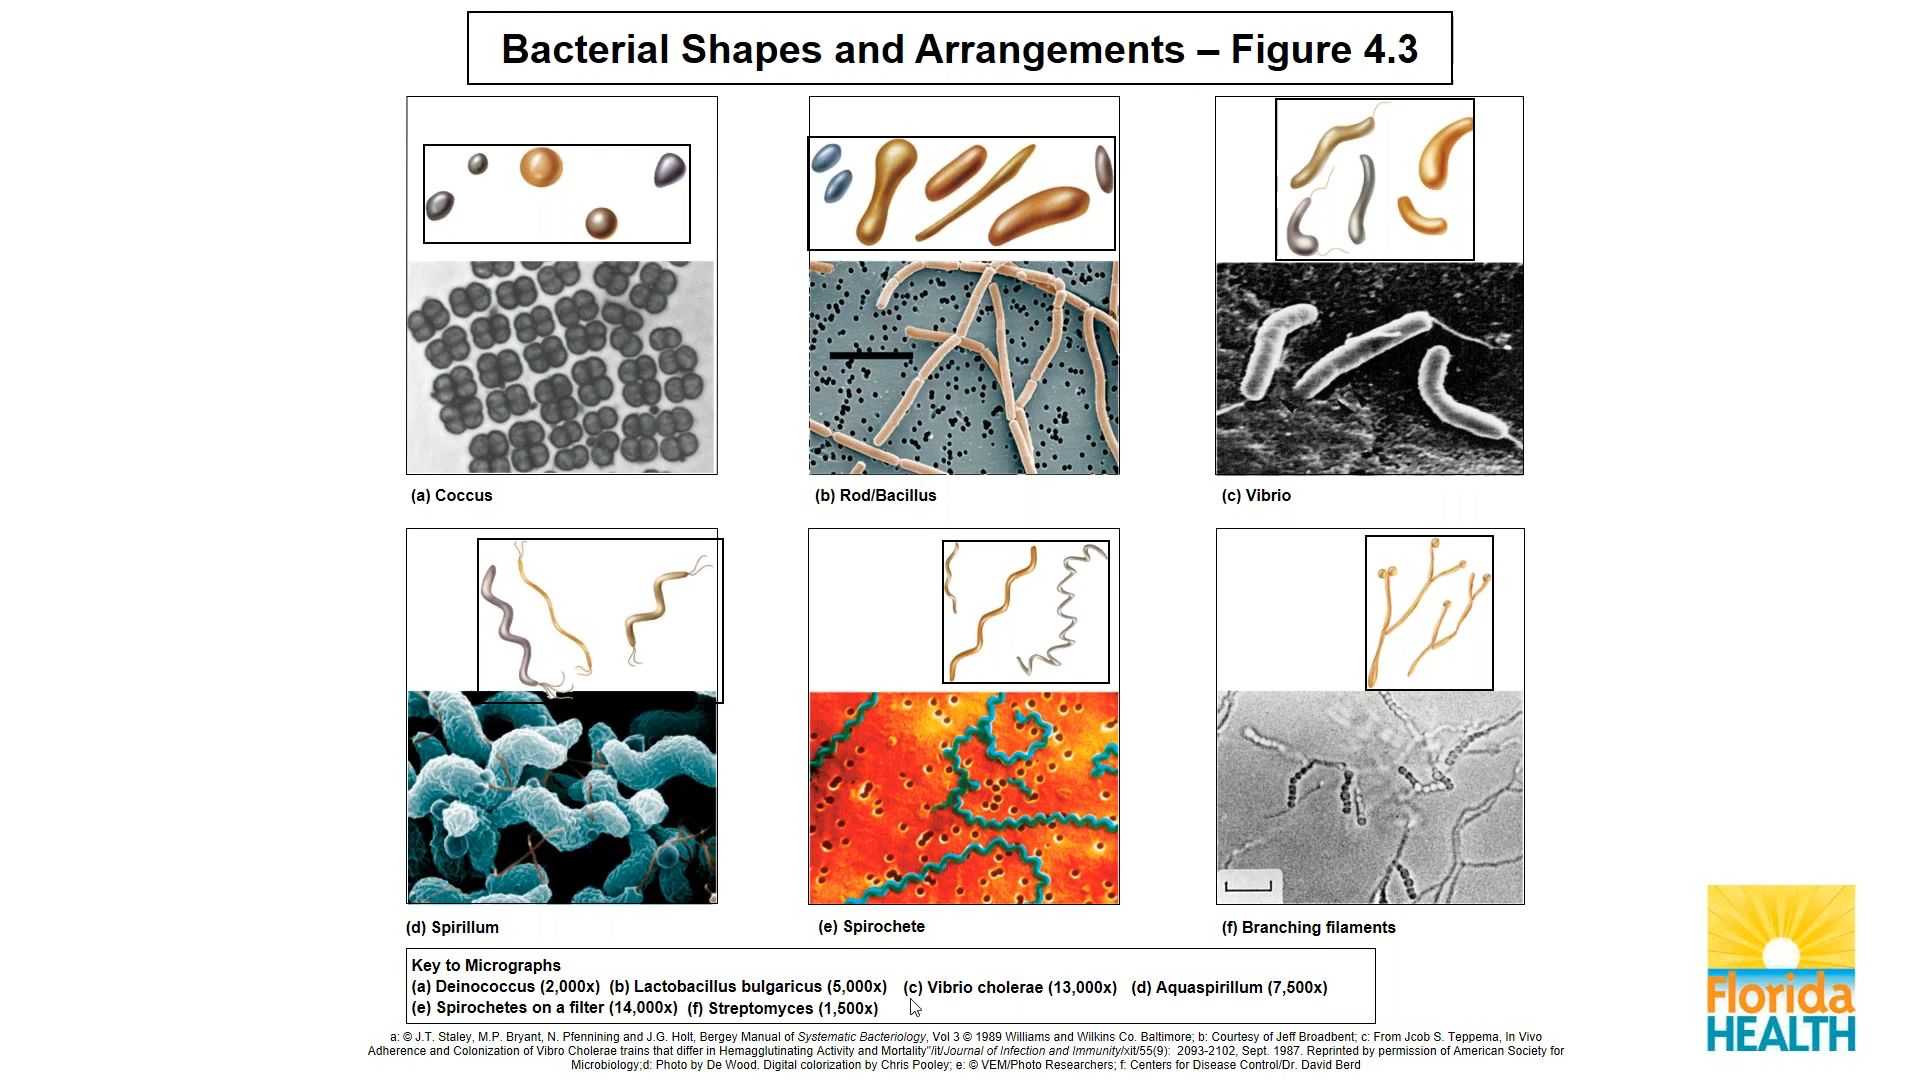 Bacterial Shapes and Arrangements – Figure 4.3
(a) Coccus
(b) Rod/Bacillus
(c) Vibrio
(d) Spirillum
(e) Spirochete
(f) Branching filaments
Key to Micrographs
(a) Deinococcus (2,000x) (b) Lactobacillus bulgaricus (5,000x) (c) Vibrio cholerae (13,000x) (d) Aquaspirillum (7,500x)
(e) Spirochetes on a filter (14,000x) (f) Streptomyces (1,500x)
a: © J.T. Staley, M.P. Bryant, N. Pfennining and J.G. Holt, Bergey Manual of Systematic Bacteriology, Vol 3 © 1989 Williams and Wilkins Co. Baltimore; b: Courtesy of Jeff Broadbent; c: From Jcob S. Teppema, In Vivo
Adherence and Colonization of Vibro Cholerae trains that differ in Hemagglutinating Activity and Mortality"/it/Journal of Infection and Immunity/xit/55(9): 2093-2102, Sept. 1987. Reprinted by permission of American Society for
Microbiology;d: Photo by De Wood. Digital colorization by Chris Pooley; e: © VEM/Photo Researchers; f: Centers for Disease Control/Dr. David Berd
Florida
HEALTH